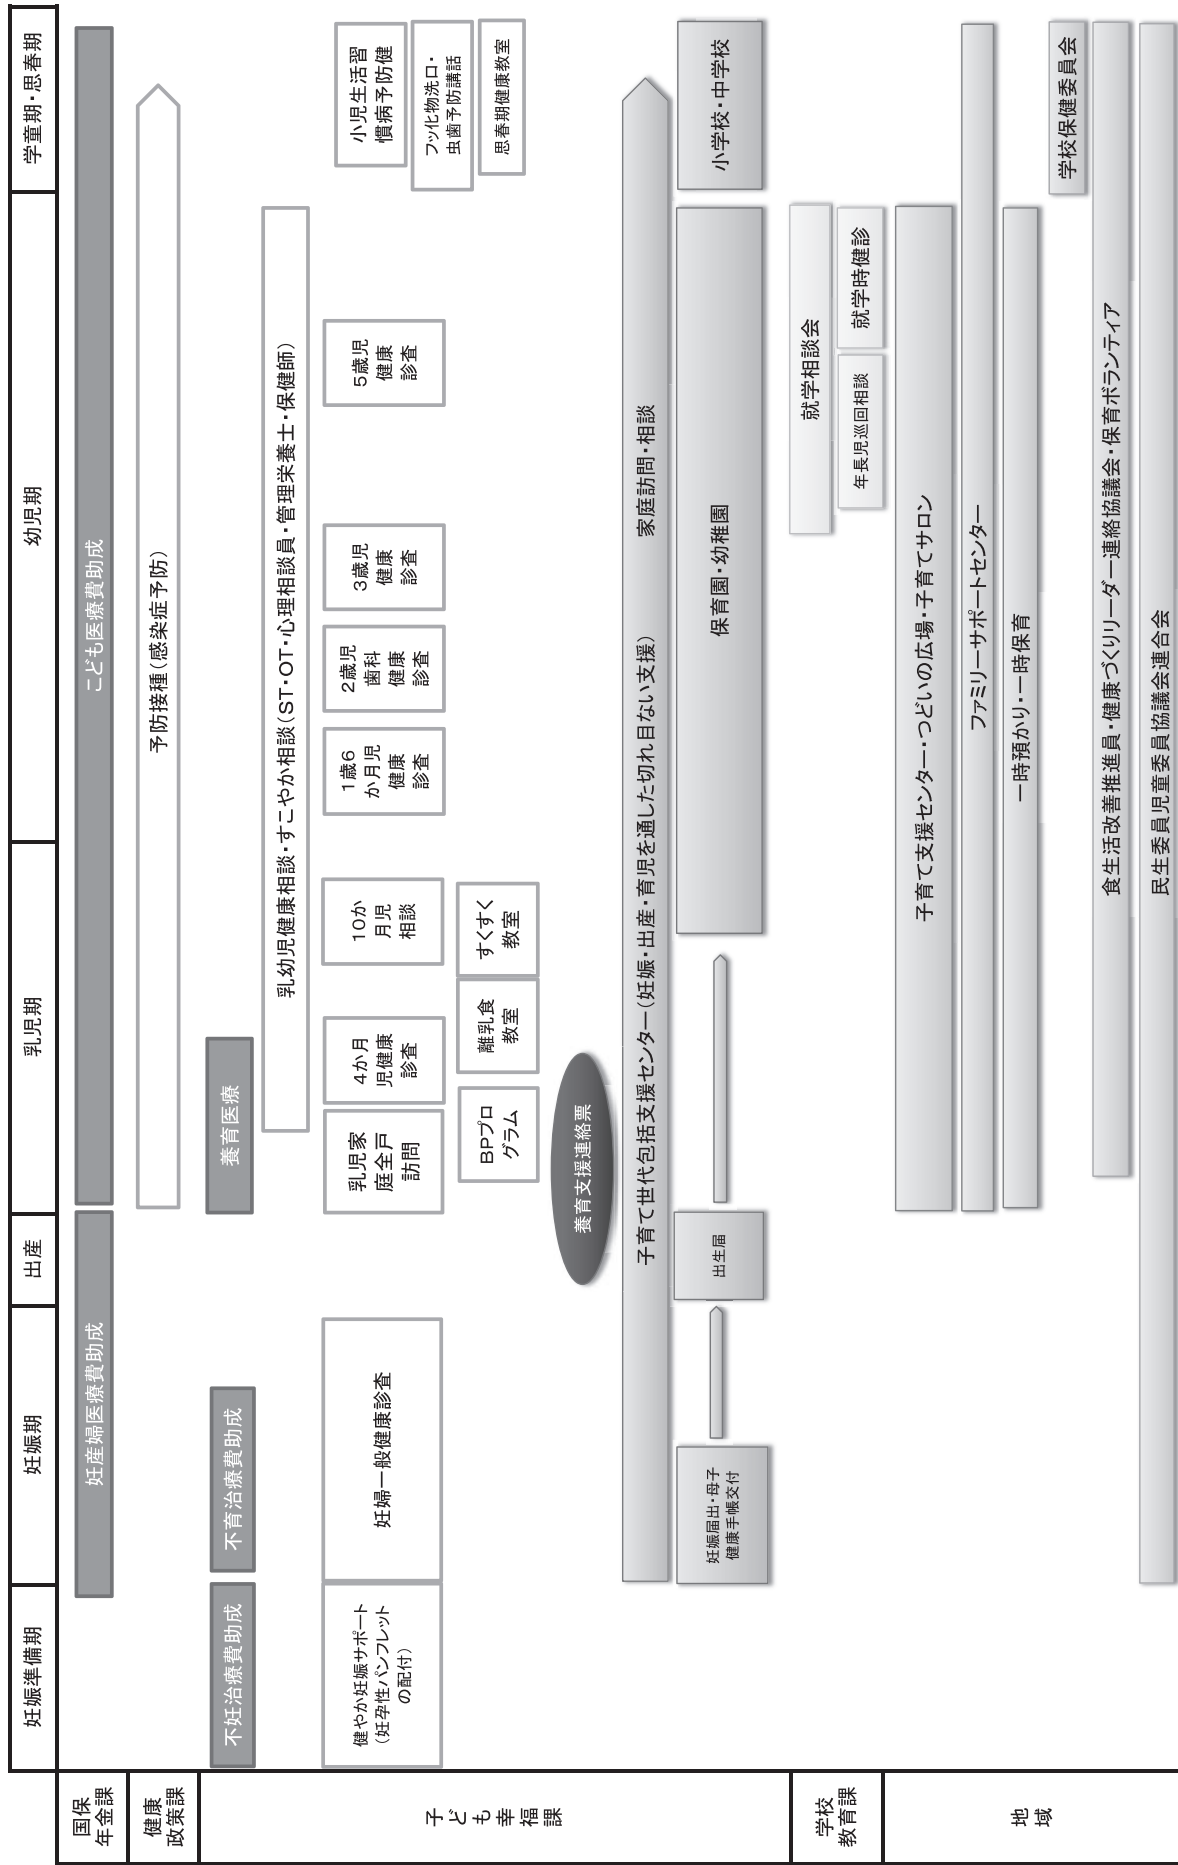 妊娠準備期
妊娠期
出産
乳児期
幼児期
学童期・思春期
国保
年金課
妊産婦医療費助成
こども医療費助成
健康
政策課
予防接種(感染症予防)
子ども幸福課
不妊治療費助成
不育治療費助成
養育医療
乳幼児健康相談・すこやか相談(ST・OT・心理相談員・管理栄養士・保健師)
健やか妊娠サポート
(妊孕性パンフレット
の配付)
妊婦一般健康診査
乳児家
庭全戸
訪問
4か月
児健康
診査
10か
月児
相談
1歳6
か月児
健康
診査
2歳児
歯科
健康
診査
3歳児
健康
診査
5歳児
健康
診査
小児生活習
慣病予防健
フッ化物洗口・
虫歯予防講話
思春期健康教室
BPプロ
グラム
離乳食
教室
すくすく
教室
養育支援連絡票
子育て世代包括支援センター(妊娠・出産・育児を通した切れ目ない支援)
家庭訪問・相談
妊娠届出・母子
健康手帳交付
出生届
保育園・幼稚園
小学校・中学校
学校
教育課
就学相談会
年長児巡回相談
就学時健診
地域
子育て支援センター・つどいの広場・子育てサロン
ファミリーサポートセンター
一時預かり・一時保育
学校保健委員会
食生活改善推進員・健康づくりリーダー連絡協議会・保育ボランティア
民生委員児童委員協議会連合会